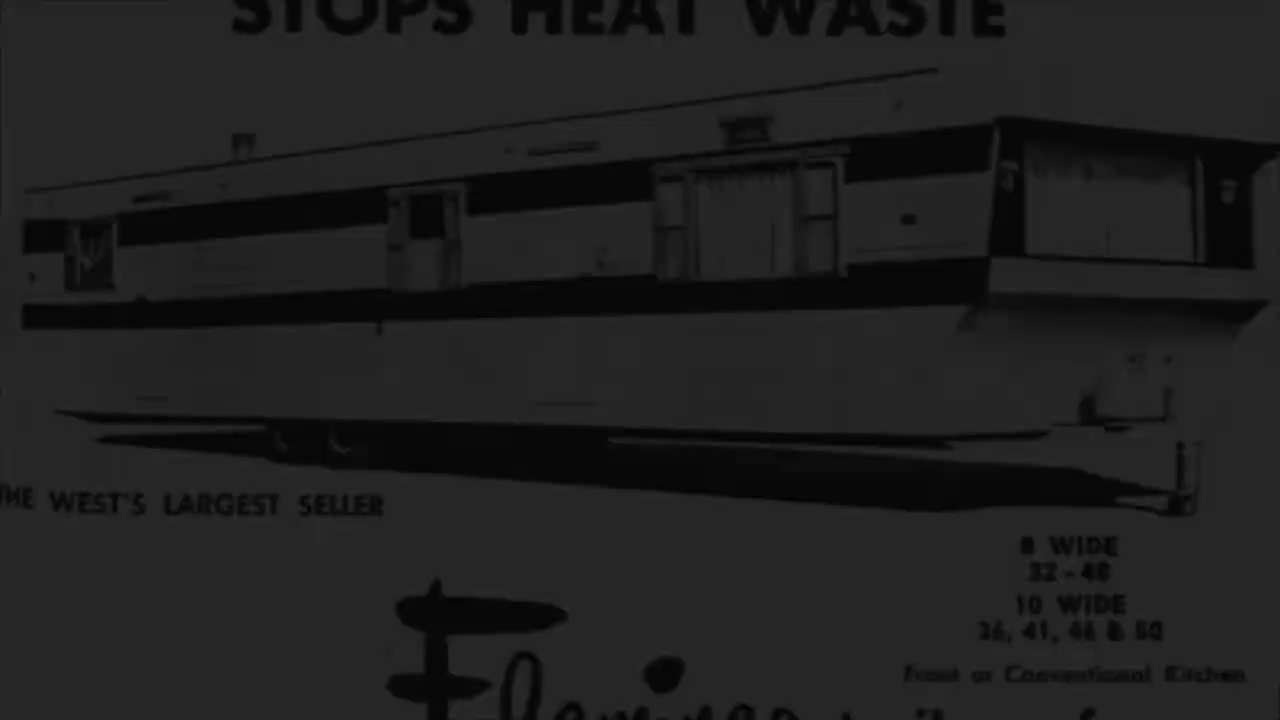 STOPS HEAT WASTE
THE WEST'S LARGEST SELLER
8 WIDE
32-48
10 WIDE
36, 41, 46 & 50
Front or Conventional Kitchen